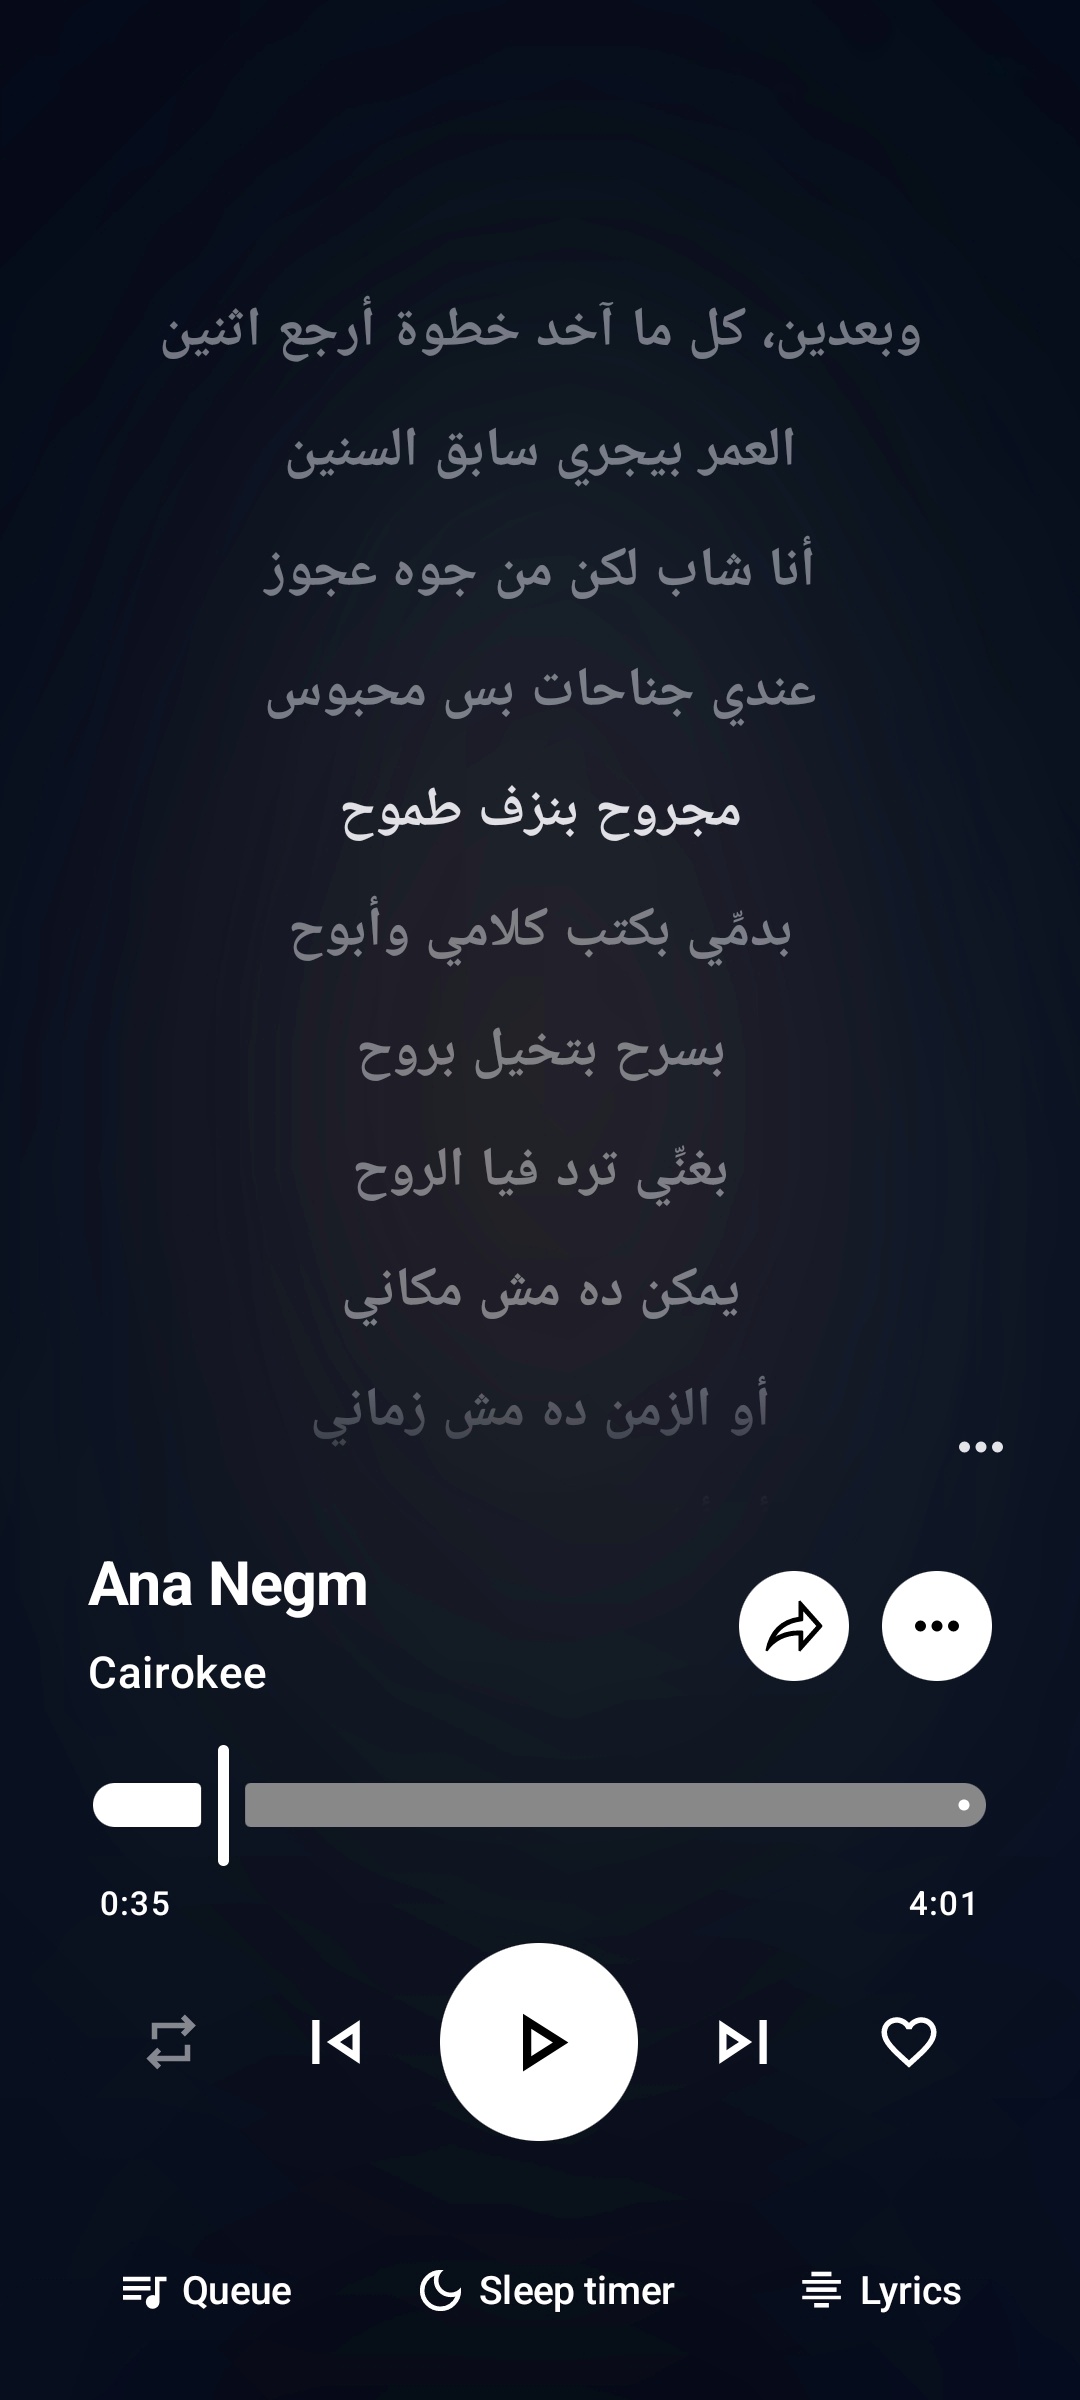 وبعدين، كل ما آخد خطوة أرجع اثنين
العمر بيجري سابق السنين
أنا شاب لكن من جوه عجوز
عندي جناحات بس محبوس
مجروح بنزف طموح
بدمِّي بكتب كلامي وأبوح
بسرح بتخيل بروح
بغنِّي ترد فيا الروح
يمكن ده مش مكاني
أو الزمن ده مش زماني
Ana Negm
Cairokee
0:35 4:01
Queue Sleep timer Lyrics